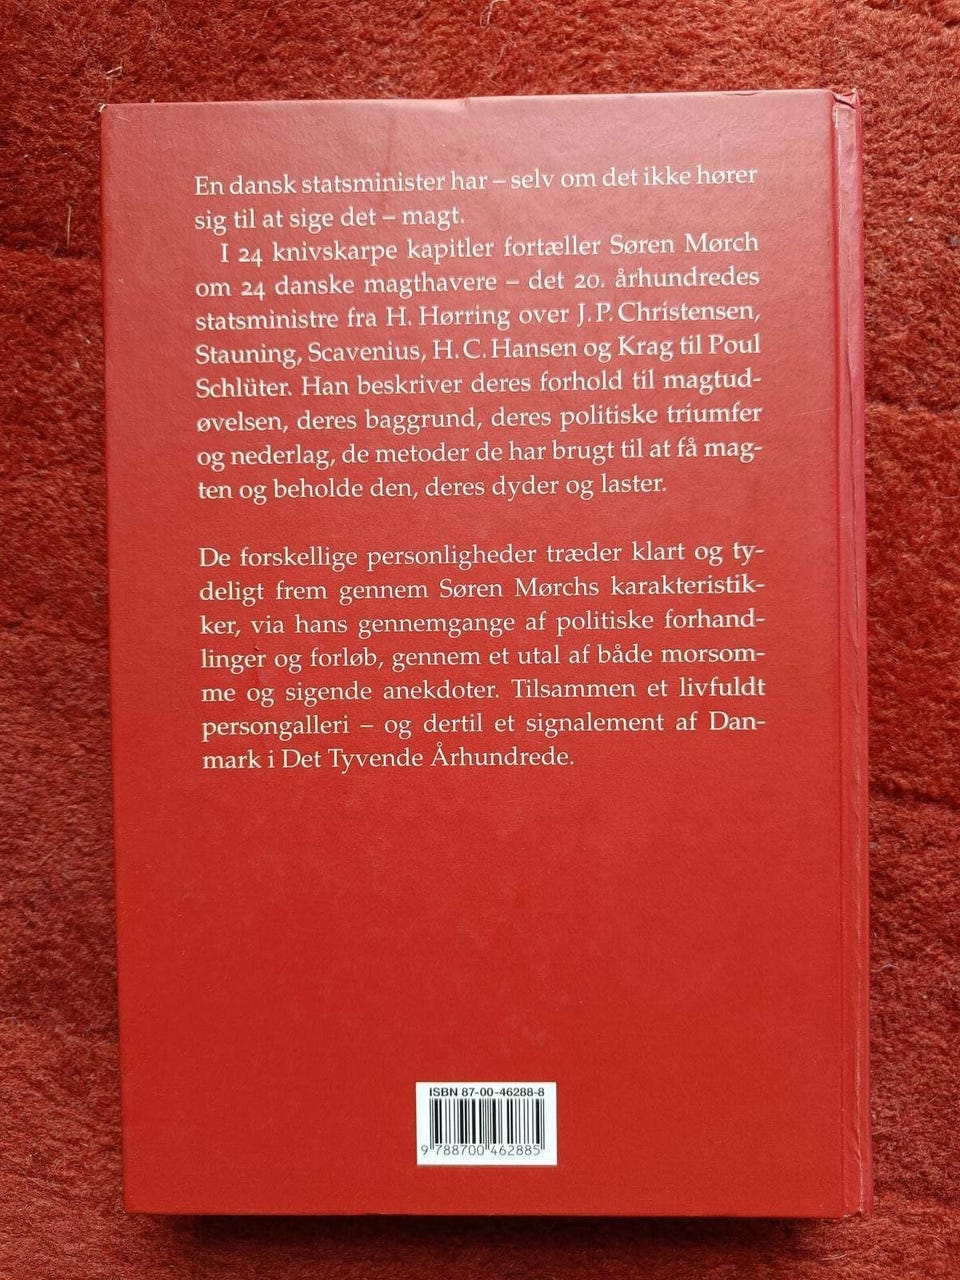 En dansk statsminister har – selv om det ikke hører
sig til at sige det – magt.
I 24 knivskarpe kapitler fortæller Søren Mørch
om 24 danske magthavere – det 20. århundredes
statsministre fra H. Hørring over J. P. Christensen,
Stauning, Scavenius, H. C. Hansen og Krag til Poul
Schlüter. Han beskriver deres forhold til magtud-
øvelsen, deres baggrund, deres politiske triumfer
og nederlag, de metoder de har brugt til at få mag-
ten og beholde den, deres dyder og laster.
De forskellige personligheder træder klart og ty-
deligt frem gennem Søren Mørchs karakteristik-
ker, via hans gennemgange af politiske forhand-
linger og forløb, gennem et utal af både morsom-
me og sigende anekdoter. Tilsammen et livfuldt
persongalleri – og dertil et signalement af Dan-
mark i Det Tyvende Århundrede.
ISBN 87-00-46288-8
9 788700 462885